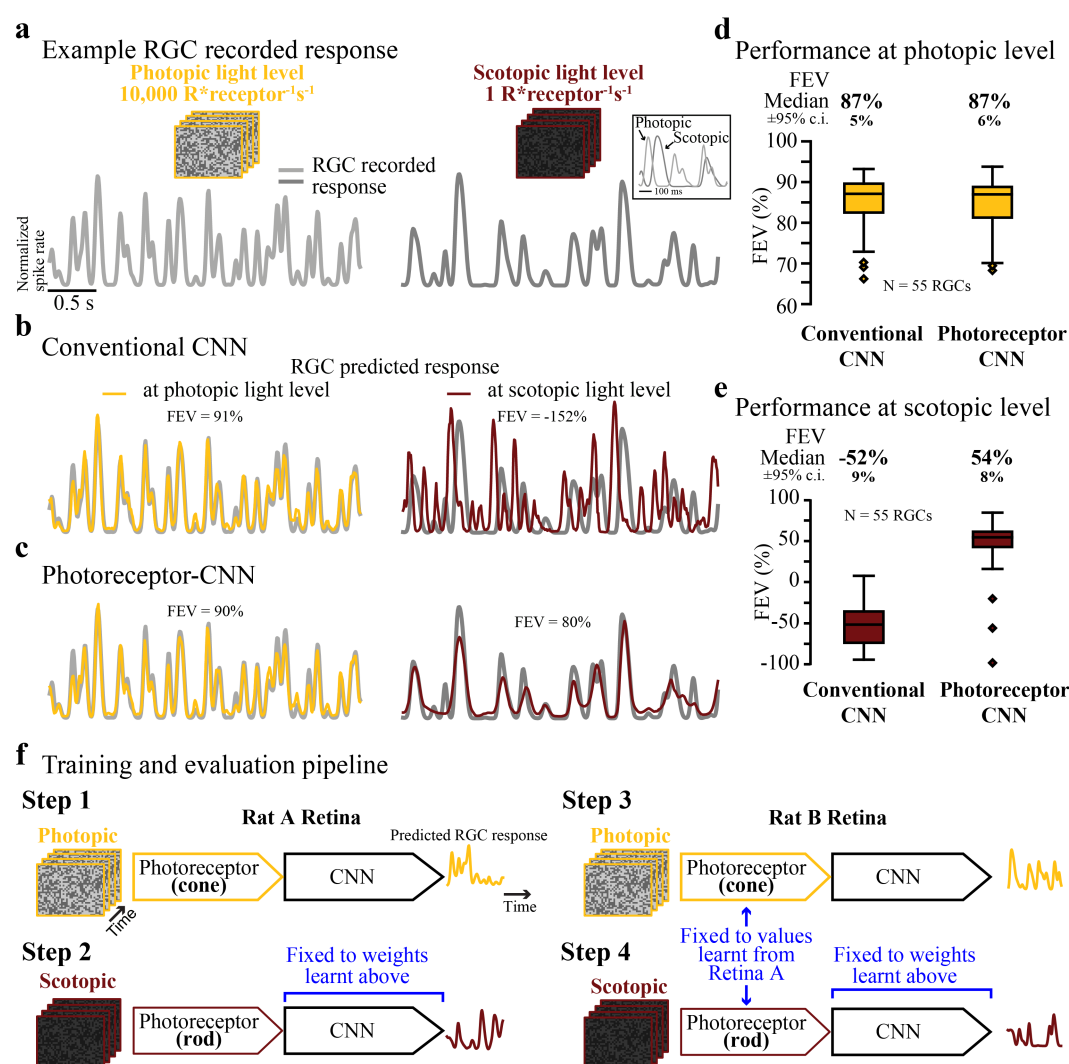 a
Example RGC recorded response
Photopic light level
10,000 R*receptor⁻¹s⁻¹
Scotopic light level
1 R*receptor⁻¹s⁻¹
Photopic
Scotopic
100 ms
RGC recorded
response
Normalized
spike rate
0.5 s
b
Conventional CNN
RGC predicted response
at photopic light level
at scotopic light level
FEV = 91%
FEV = -152%
c
Photoreceptor-CNN
FEV = 90%
FEV = 80%
d
Performance at photopic level
FEV
Median 87% 87%
±95% c.i. 5% 6%
100
90
80
70
60
FEV (%)
N = 55 RGCs
Conventional
CNN
Photoreceptor
CNN
e
Performance at scotopic level
FEV
Median -52% 54%
±95% c.i. 9% 8%
100
50
0
-50
-100
FEV (%)
N = 55 RGCs
Conventional
CNN
Photoreceptor
CNN
f
Training and evaluation pipeline
Step 1
Rat A Retina
Photopic
Time
Photoreceptor
(cone)
CNN
Predicted RGC response
Time
Step 2
Scotopic
Fixed to weights
learnt above
Photoreceptor
(rod)
CNN
Step 3
Rat B Retina
Photopic
Photoreceptor
(cone)
CNN
Fixed to values
learnt from
Retina A
Step 4
Scotopic
Fixed to weights
learnt above
Photoreceptor
(rod)
CNN